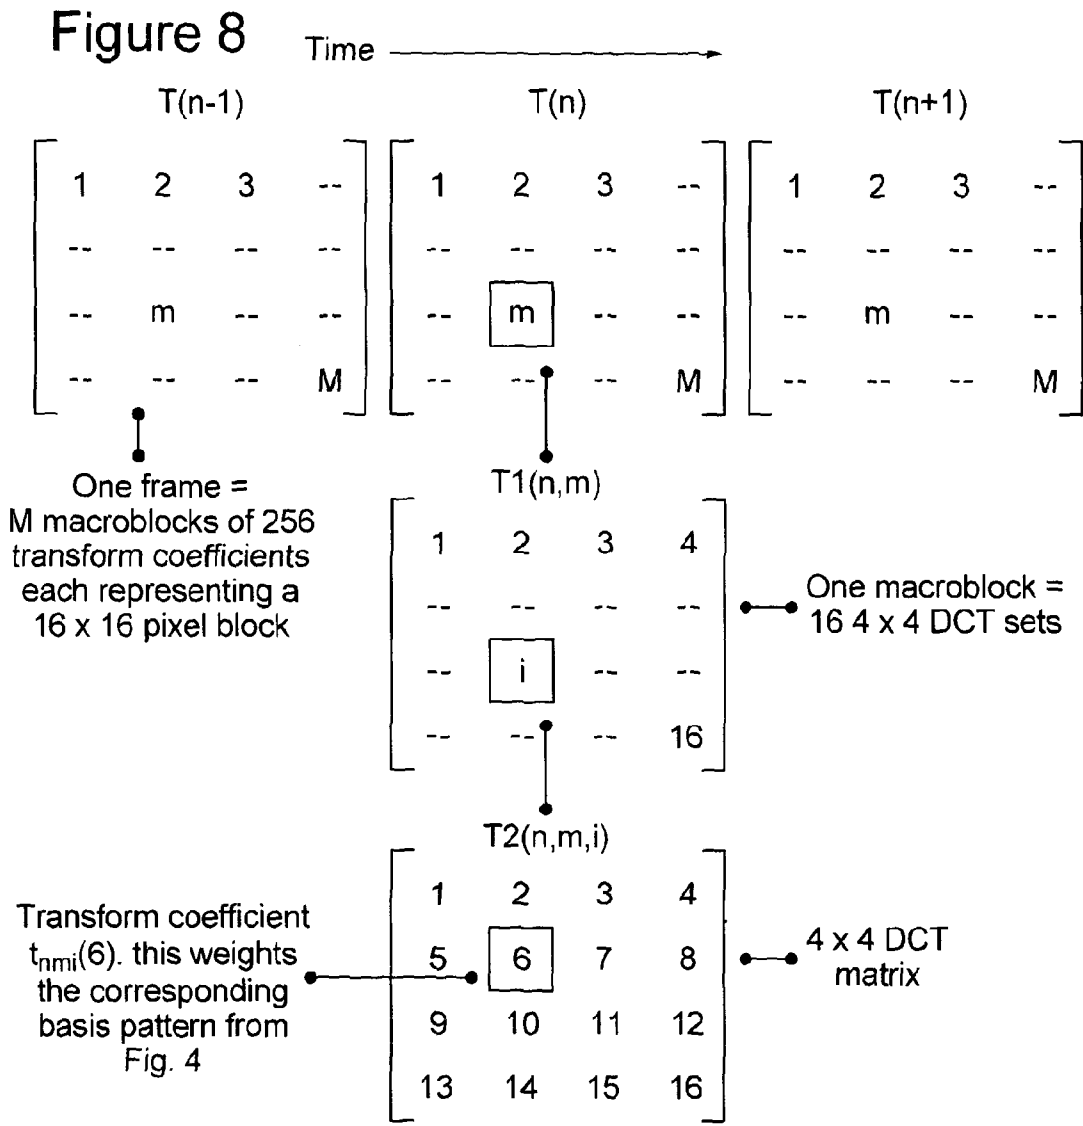 Figure 8
Time
T(n-1) T(n) T(n+1)
1 2 3 -- 1 2 3 -- 1 2 3 --
-- -- -- -- -- -- -- -- -- -- -- --
-- m -- -- -- m -- -- -- m -- --
-- -- -- M -- -- -- M -- -- -- M
One frame =
M macroblocks of 256
transform coefficients
each representing a
16 x 16 pixel block
T1(n,m)
1 2 3 4
-- -- -- --
-- i -- --
-- -- -- 16
One macroblock =
16 4 x 4 DCT sets
T2(n,m,i)
1 2 3 4
5 6 7 8
9 10 11 12
13 14 15 16
Transform coefficient
tnmi(6). this weights
the corresponding
basis pattern from
Fig. 4
4 x 4 DCT
matrix